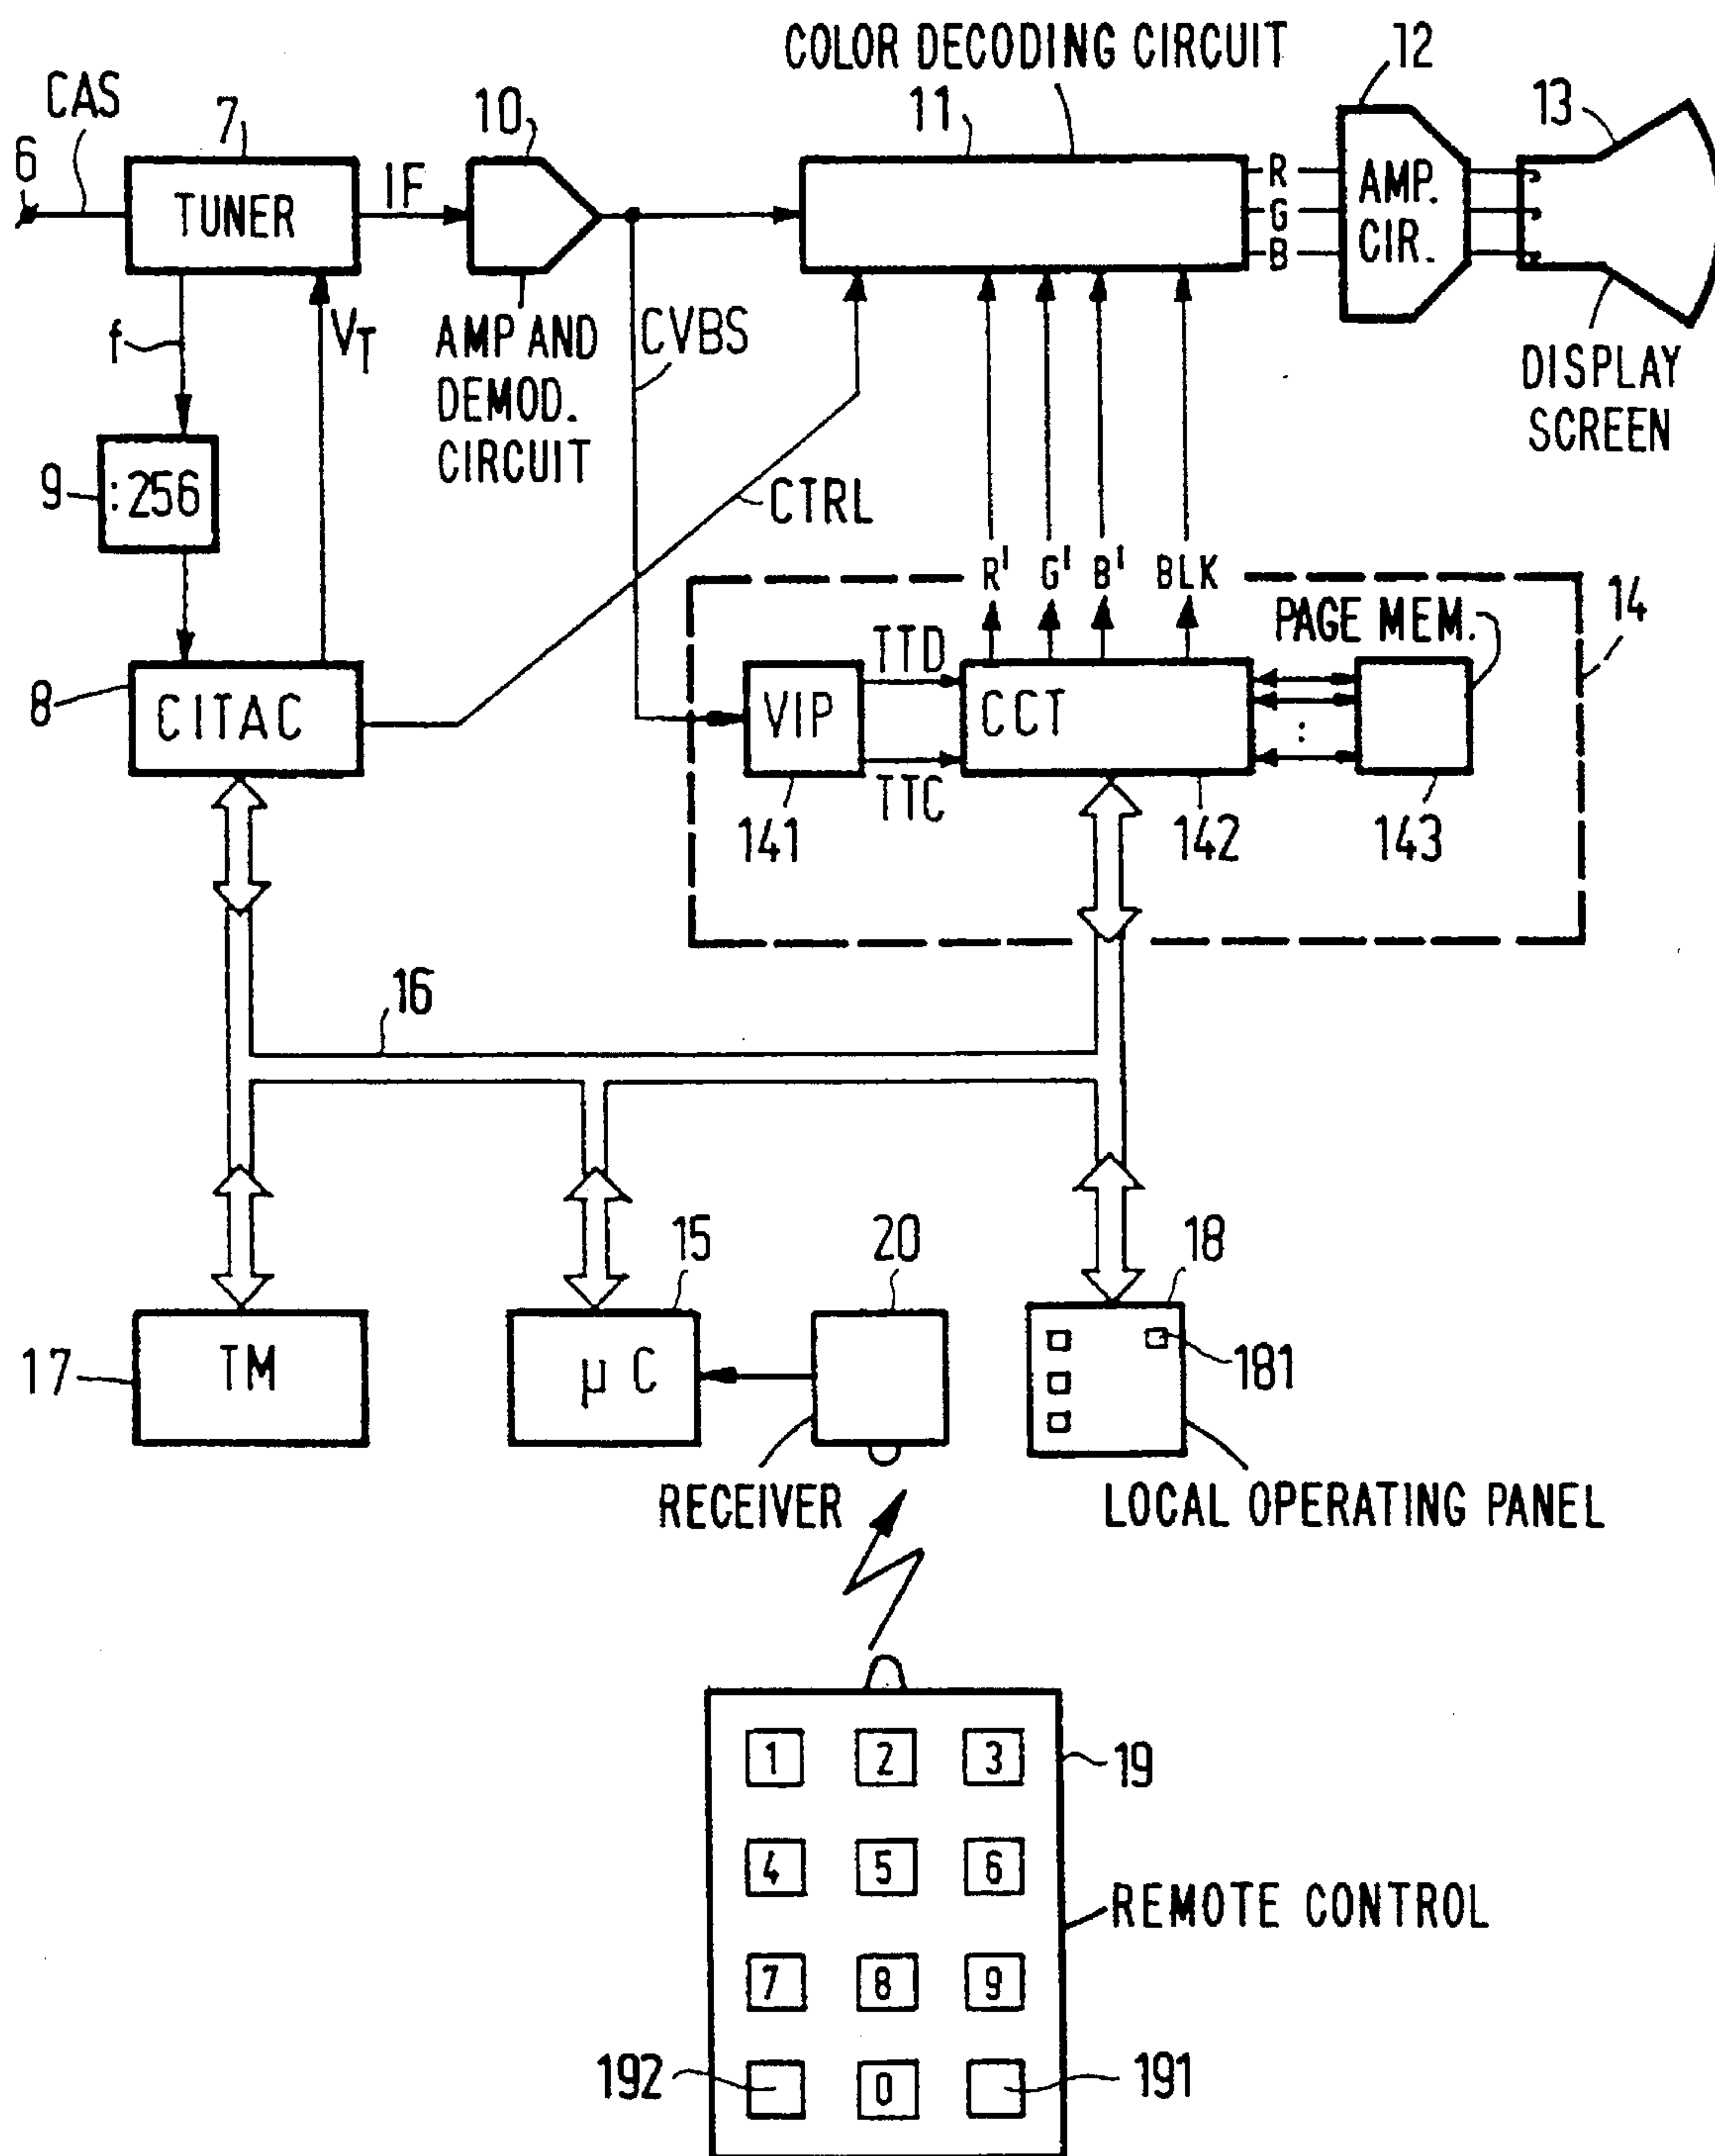 COLOR DECODING CIRCUIT
12
CAS
7
10
11
13
6
TUNER
IF
R
G
B
AMP.
CIR.
f
VT
AMP AND
DEMOD.
CIRCUIT
CVBS
DISPLAY
SCREEN
9
:256
CTRL
R' G' B' BLK
PAGE MEM.
14
8
CITAC
TTD
VIP
CCT
:
TTC
141
142
143
16
15
20
18
17
TM
μC
181
RECEIVER
LOCAL OPERATING PANEL
1 2 3
19
4 5 6
REMOTE CONTROL
7 8 9
192
0
191